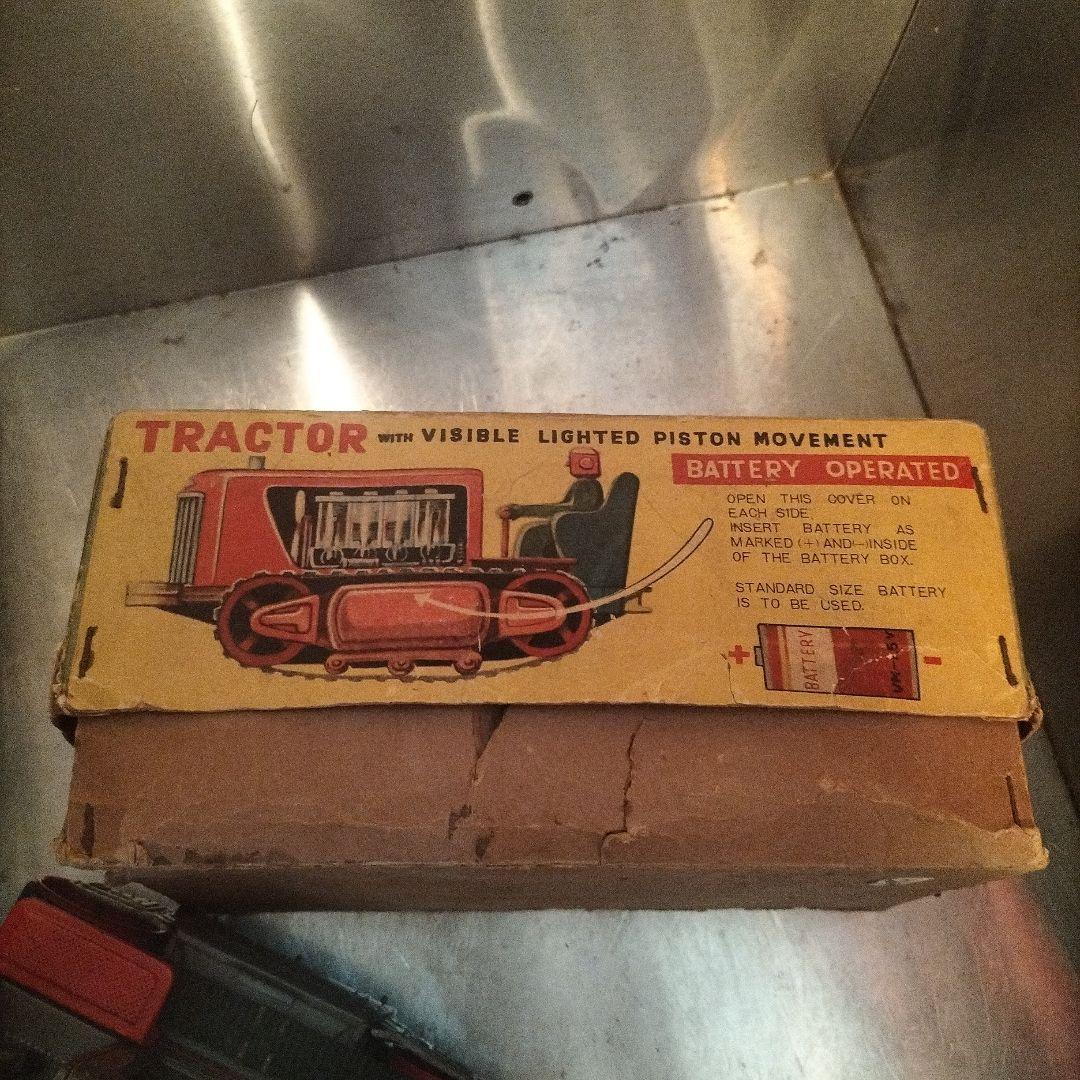 TRACTOR WITH VISIBLE LIGHTED PISTON MOVEMENT
BATTERY OPERATED
OPEN THIS COVER ON
EACH SIDE.
INSERT BATTERY AS
MARKED (+) AND (-) INSIDE
OF THE BATTERY BOX.
STANDARD SIZE BATTERY
IS TO BE USED.
+ BATTERY -